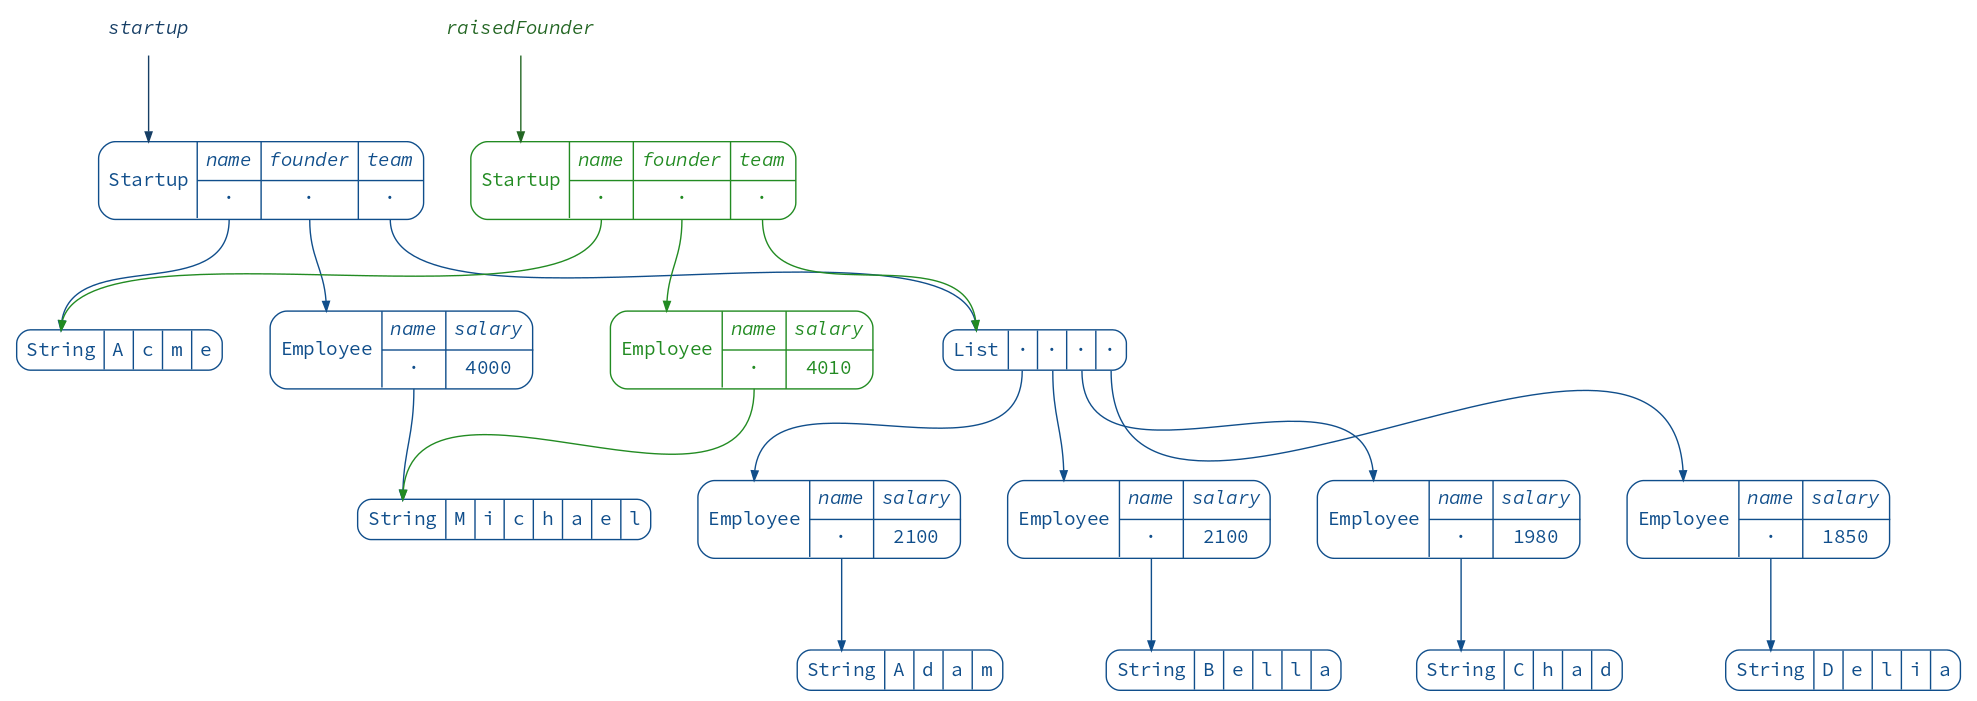 startup
raisedFounder
Startup name founder team
· · ·
Startup name founder team
· · ·
String A c m e
Employee name salary
· 4000
Employee name salary
· 4010
List · · · ·
String M i c h a e l
Employee name salary
· 2100
Employee name salary
· 2100
Employee name salary
· 1980
Employee name salary
· 1850
String A d a m
String B e l l a
String C h a d
String D e l i a